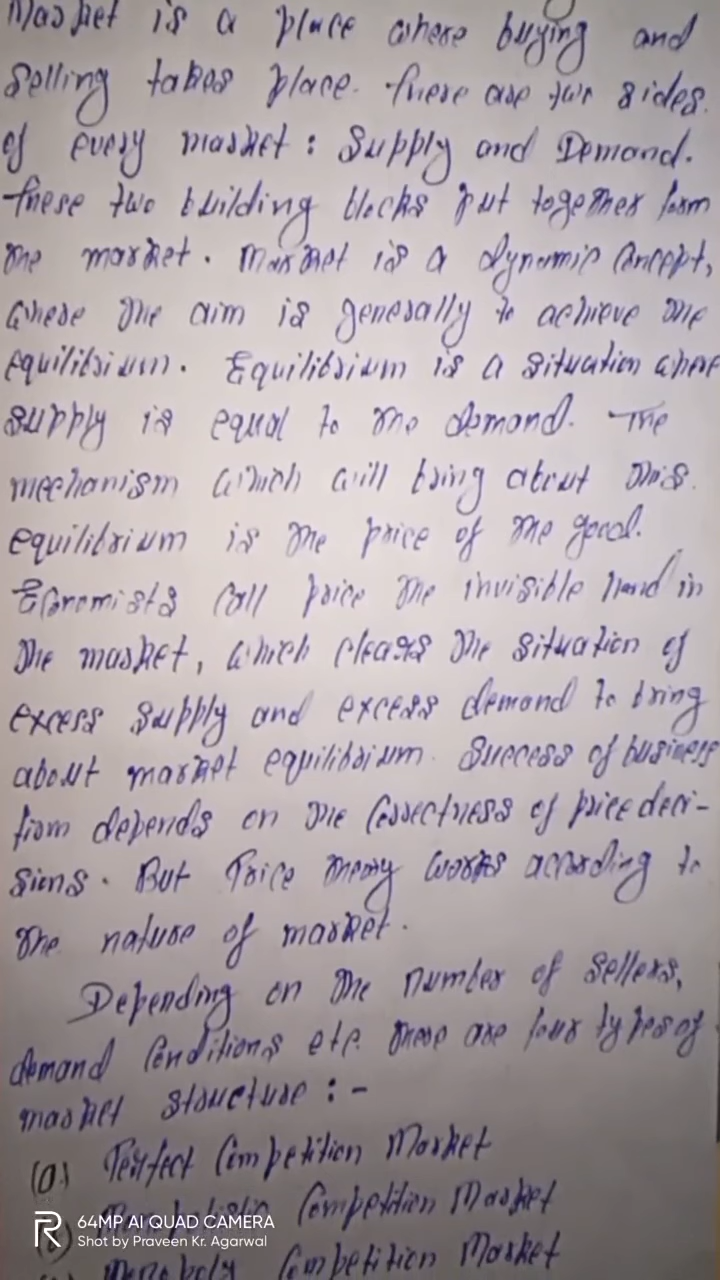 Market is a place where buying and
Selling takes place. There are two sides.
of every market : Supply and Demand.
These two building blocks put together form
the market. Market is a dynamic Concept,
where the aim is generally to achieve the
equilibrium. Equilibrium is a situation where
supply is equal to the demand. The
mechanism which will bring about this.
equilibrium is the price of the good.
Economists call price the invisible hand in
the market, which clears the situation of
excess supply and excess demand to bring
about market equilibrium. Success of business
firm depends on the Correctness of price deci-
sions. But Price theory works according to
the nature of market.
Depending on the number of sellers,
demand Conditions etc. there are four types of
market structure :-
(a) Perfect Competition Market
Competition Market
Monopoly Competition Market
64MP AI QUAD CAMERA
Shot by Praveen Kr. Agarwal